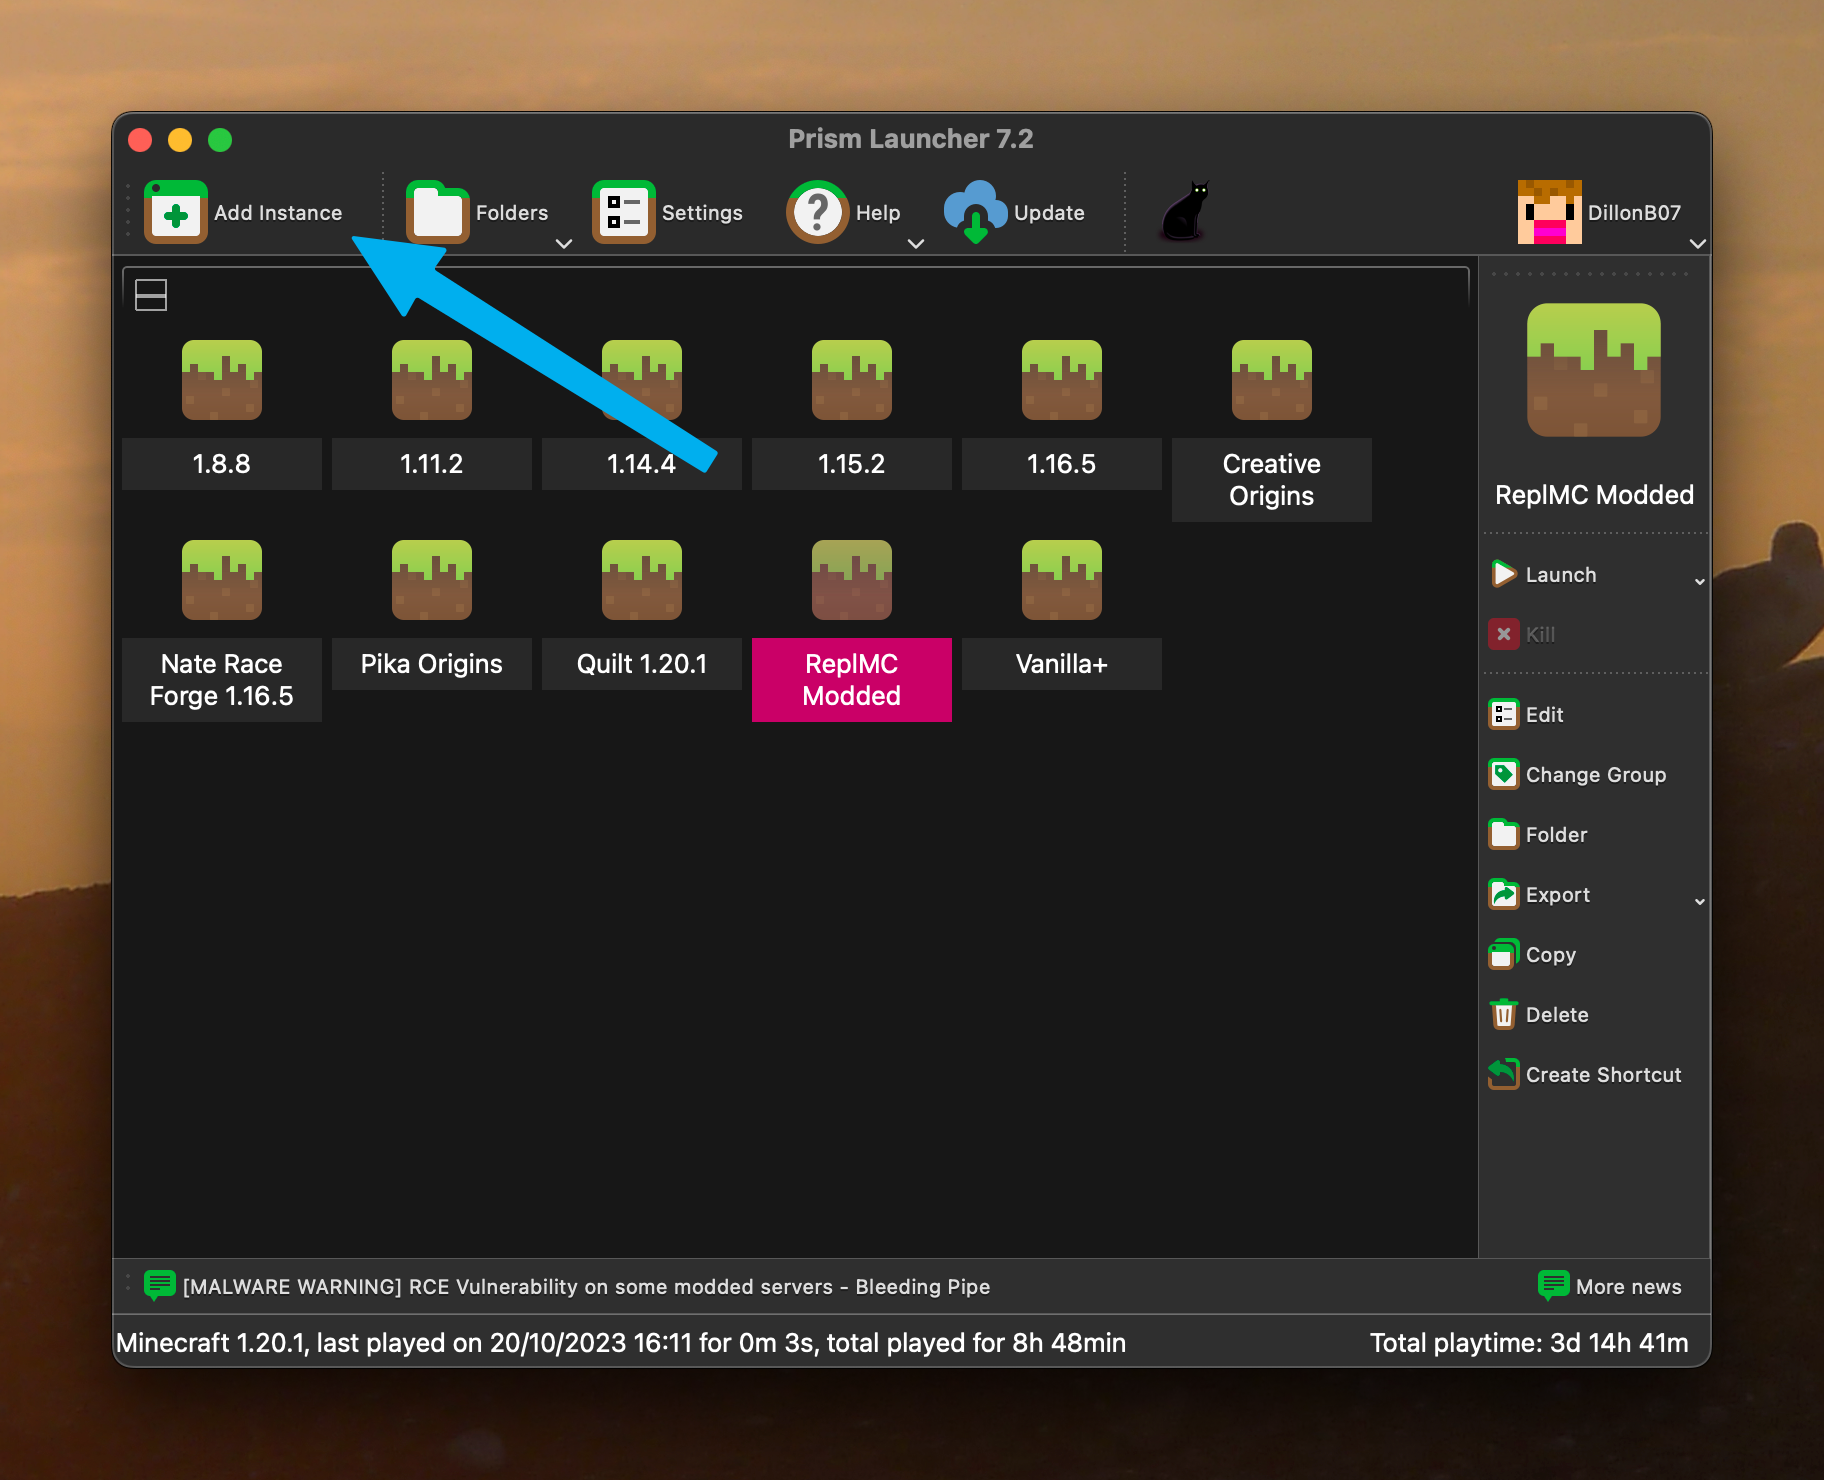 Prism Launcher 7.2
Add Instance
Folders
Settings
Help
Update
DillonB07
1.8.8
1.11.2
1.14.4
1.15.2
1.16.5
Creative
Origins
Nate Race
Forge 1.16.5
Pika Origins
Quilt 1.20.1
ReplMC
Modded
Vanilla+
ReplMC Modded
Launch
Kill
Edit
Change Group
Folder
Export
Copy
Delete
Create Shortcut
[MALWARE WARNING] RCE Vulnerability on some modded servers - Bleeding Pipe
More news
Minecraft 1.20.1, last played on 20/10/2023 16:11 for 0m 3s, total played for 8h 48min
Total playtime: 3d 14h 41m